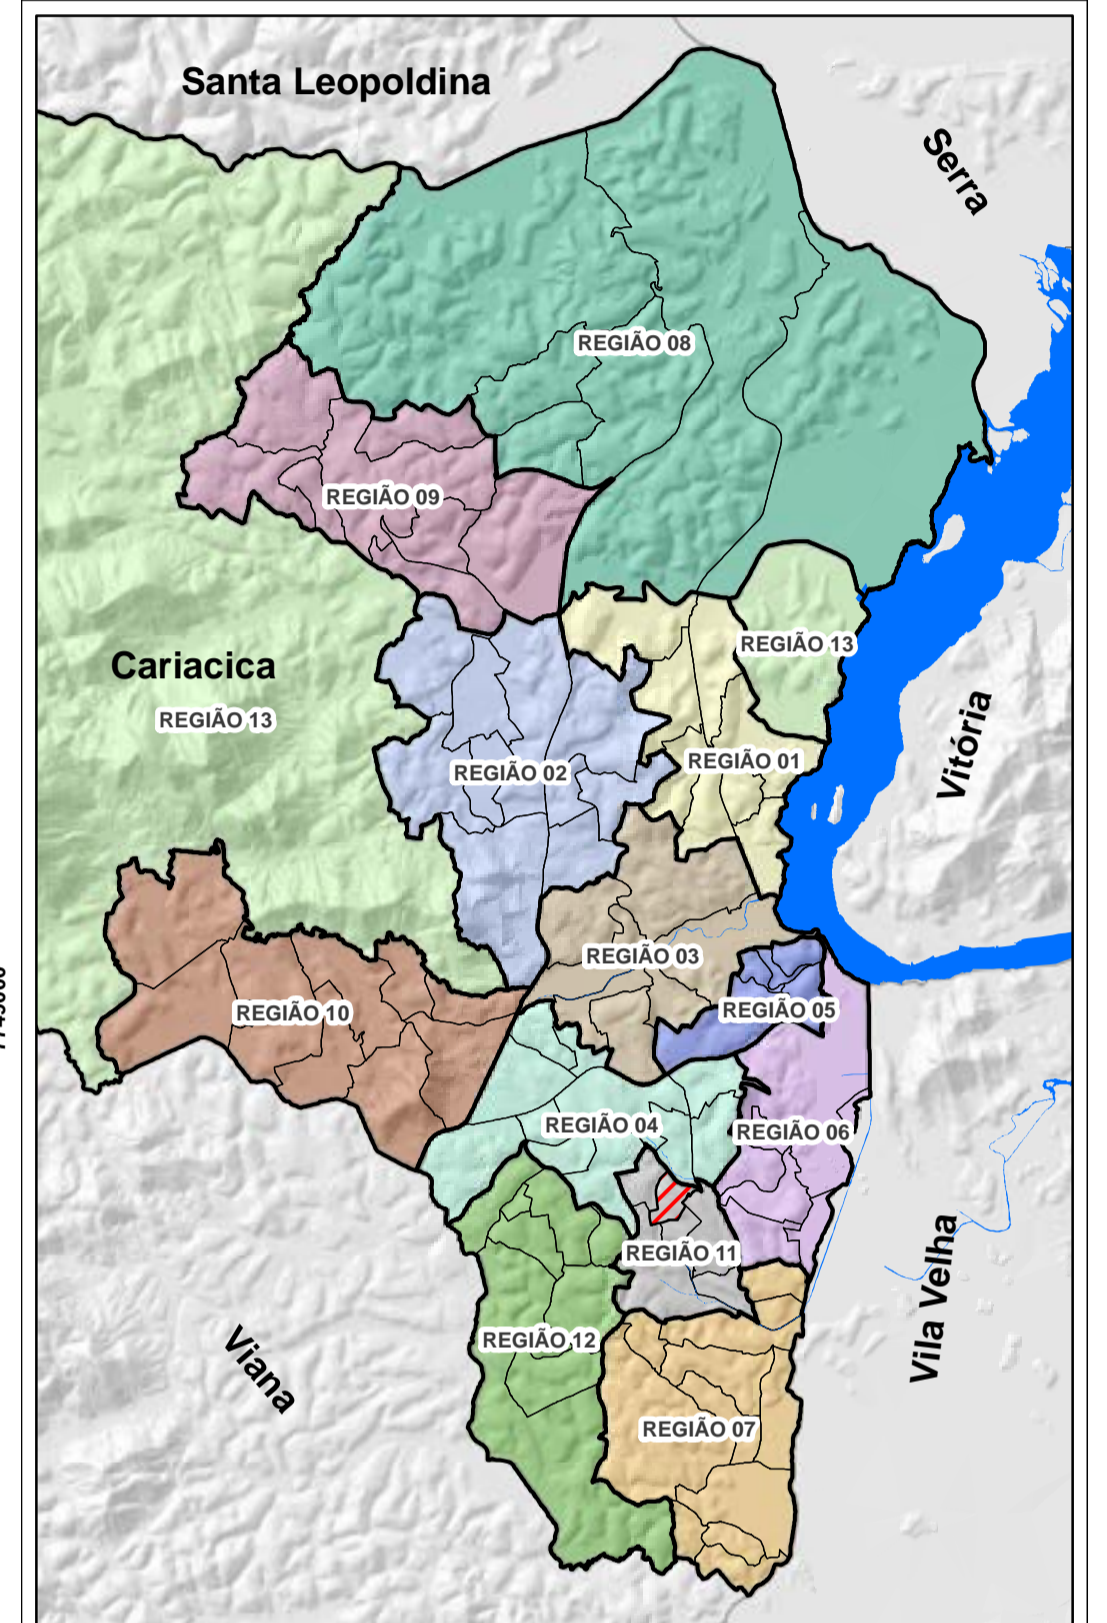 Santa Leopoldina
Serra
REGIÃO 08
REGIÃO 09
REGIÃO 13
Cariacica
REGIÃO 13
Vitória
REGIÃO 01
REGIÃO 02
REGIÃO 03
REGIÃO 05
REGIÃO 10
REGIÃO 04
REGIÃO 06
REGIÃO 11
Vila Velha
REGIÃO 12
Viana
REGIÃO 07